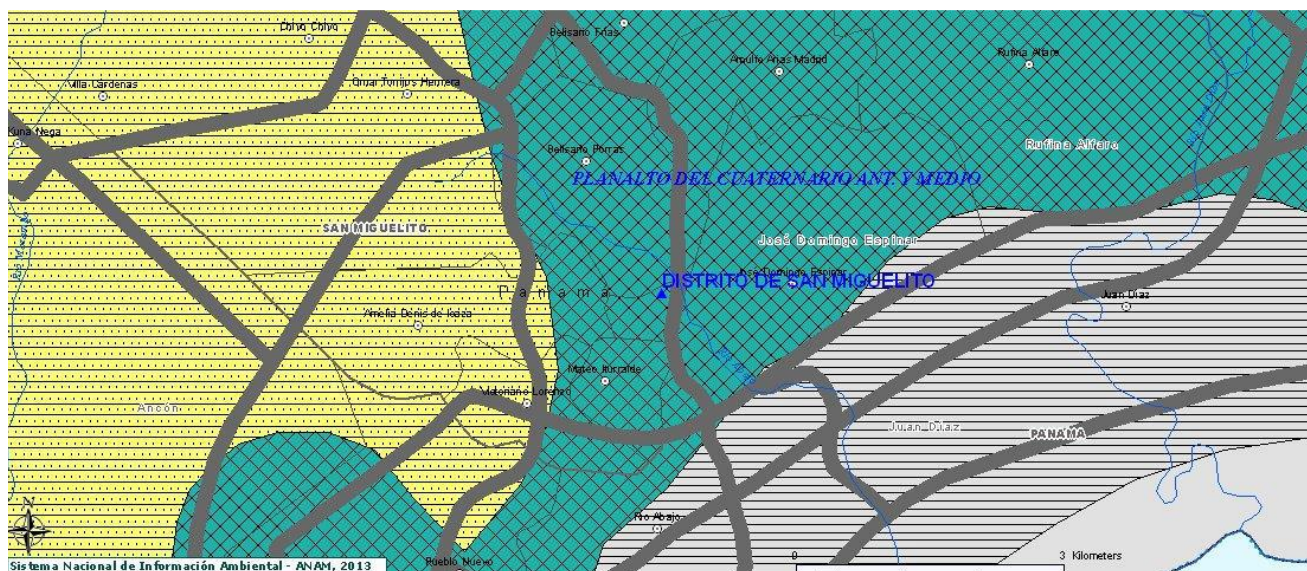 Chivo Chivo
Belisario Frias
Arnulfo Arias Madrid
Rufina Alfaro
Villa Cárdenas
Omar Torrijos Herrera
Kuna Nega
Belisario Porras
Rufina Alfaro
PLANALTO DEL CUATERNARIO ANT. Y MEDIO
SAN MIGUELITO
José Domingo Espinar
Jose Domingo Espinar
DISTRITO DE SAN MIGUELITO
Panamá
Juan Díaz
Amelia Denis de Icaza
Mateo Iturralde
Victoriano Lorenzo
Ancón
Juan Díaz
PANAMÁ
N
Río Abajo
0
3 Kilometers
Pueblo Nuevo
Sistema Nacional de Información Ambiental - ANAM, 2013